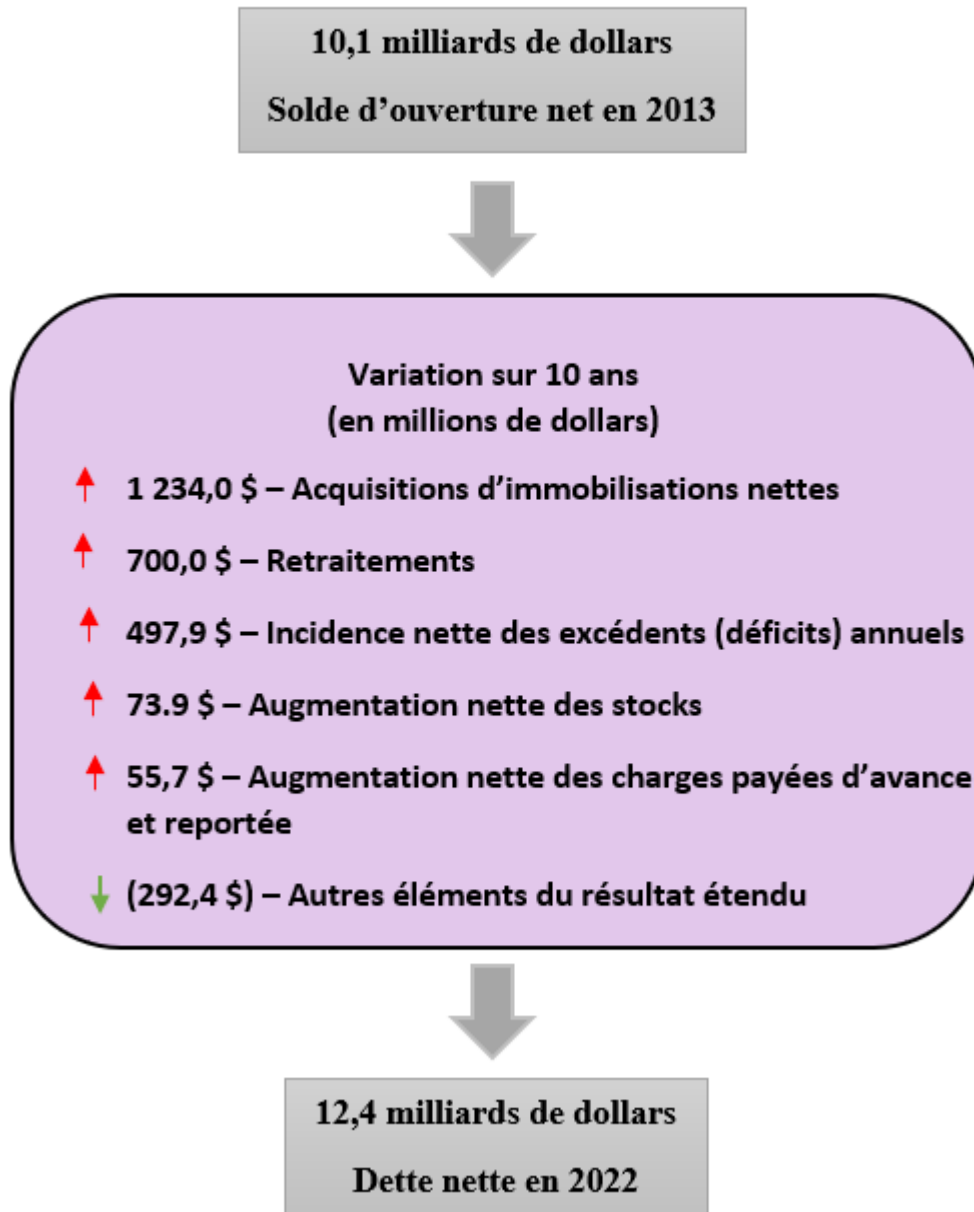 10,1 milliards de dollars
Solde d’ouverture net en 2013
Variation sur 10 ans
(en millions de dollars)
1 234,0 $ – Acquisitions d’immobilisations nettes
700,0 $ – Retraitements
497,9 $ – Incidence nette des excédents (déficits) annuels
73.9 $ – Augmentation nette des stocks
55,7 $ – Augmentation nette des charges payées d’avance
et reportée
(292,4 $) – Autres éléments du résultat étendu
12,4 milliards de dollars
Dette nette en 2022